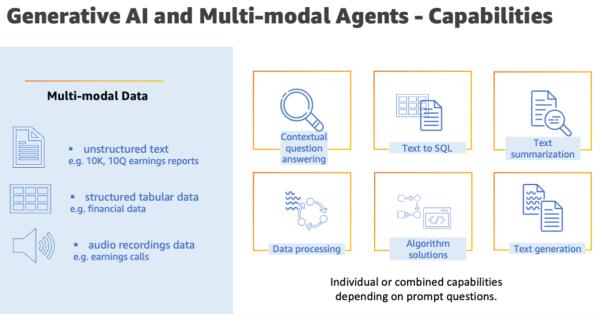 Generative AI and Multi-modal Agents - Capabilities
Multi-modal Data
▪ unstructured text
e.g. 10K, 10Q earnings reports
▪ structured tabular data
e.g. financial data
▪ audio recordings data
e.g. earnings calls
Contextual
question
answering
Text to SQL
Text
summarization
Data processing
Algorithm
solutions
Text generation
Individual or combined capabilities
depending on prompt questions.